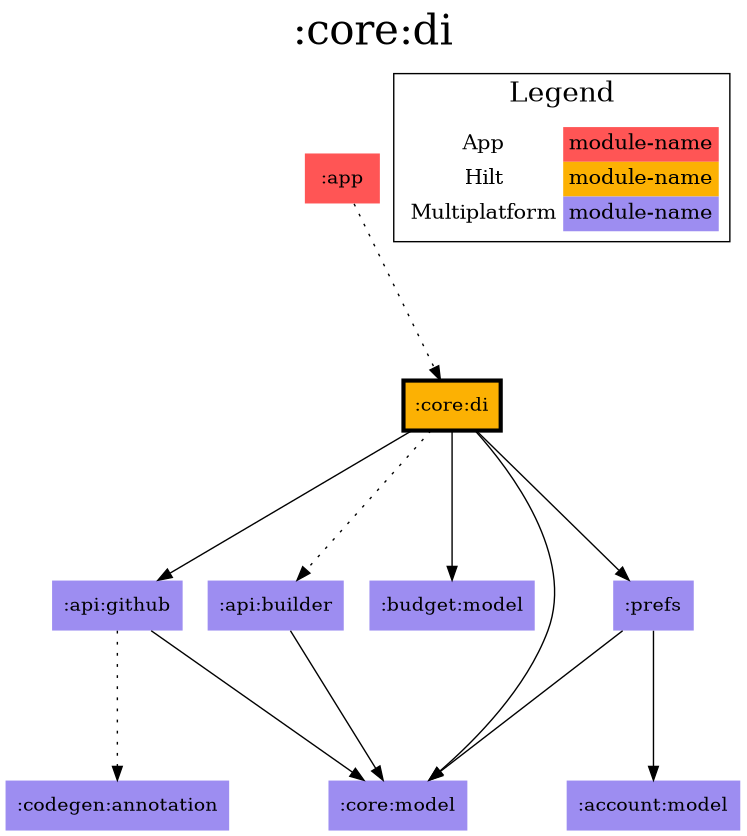 :core:di
Legend
App module-name
Hilt module-name
Multiplatform module-name
:app
:core:di
:api:github :api:builder :budget:model :prefs
:codegen:annotation :core:model :account:model